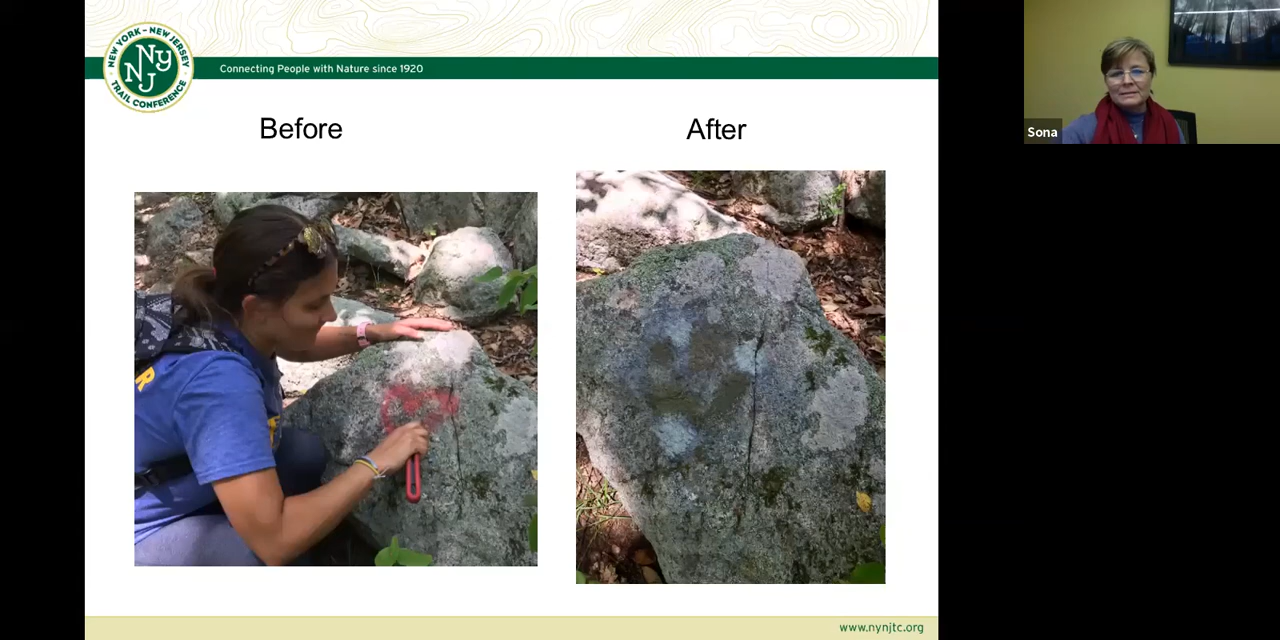 NEW YORK - NEW JERSEY
NY
NJ
TRAIL CONFERENCE
Connecting People with Nature since 1920
Before
After
Sona
www.nynjtc.org